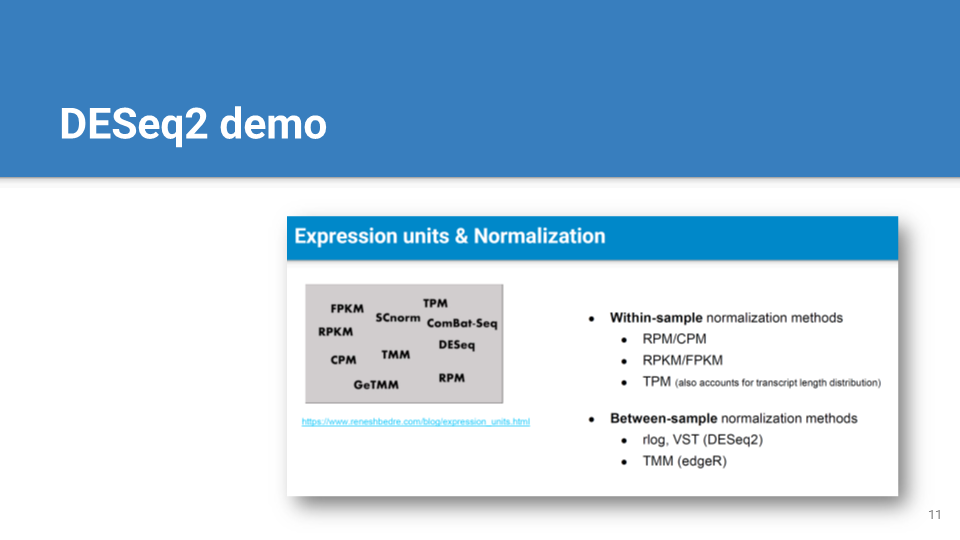 DESeq2 demo
Expression units & Normalization
FPKM
TPM
SCnorm
ComBat-Seq
RPKM
DESeq
CPM
TMM
GeTMM
RPM
https://www.reneshbedre.com/blog/expression_units.html
• Within-sample normalization methods
• RPM/CPM
• RPKM/FPKM
• TPM (also accounts for transcript length distribution)
• Between-sample normalization methods
• rlog, VST (DESeq2)
• TMM (edgeR)
11